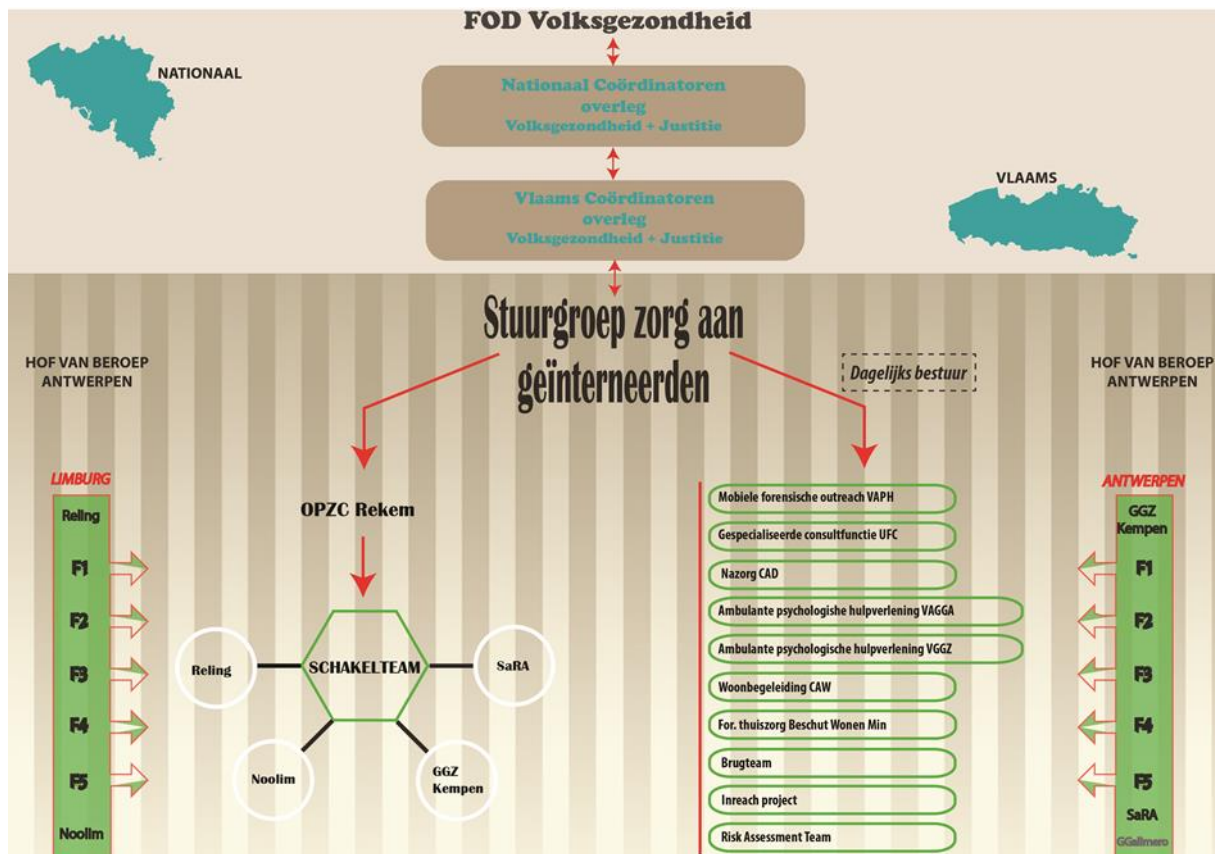 FOD Volksgezondheid
NATIONAAL
Nationaal Coördinatoren
overleg
Volksgezondheid + Justitie
VLAAMS
Vlaams Coördinatoren
overleg
Volksgezondheid + Justitie
Stuurgroep zorg aan
geïnterneerden
HOF VAN BEROEP
ANTWERPEN
Dagelijks bestuur
HOF VAN BEROEP
ANTWERPEN
LIMBURG
Reling
F1
F2
F3
F4
F5
Noolim
OPZC Rekem
SCHAKELTEAM
Reling
SaRA
Noolim
GGZ
Kempen
Mobiele forensische outreach VAPH
Gespecialiseerde consultfunctie UFC
Nazorg CAD
Ambulante psychologishe hulpverlening VAGGA
Ambulante psychologische hulpverlening VGGZ
Woonbegeleiding CAW
For. thuiszorg Beschut Wonen Min
Brugteam
Inreach project
Risk Assessment Team
ANTWERPEN
GGZ
Kempen
F1
F2
F3
F4
F5
SaRA
GGallmero